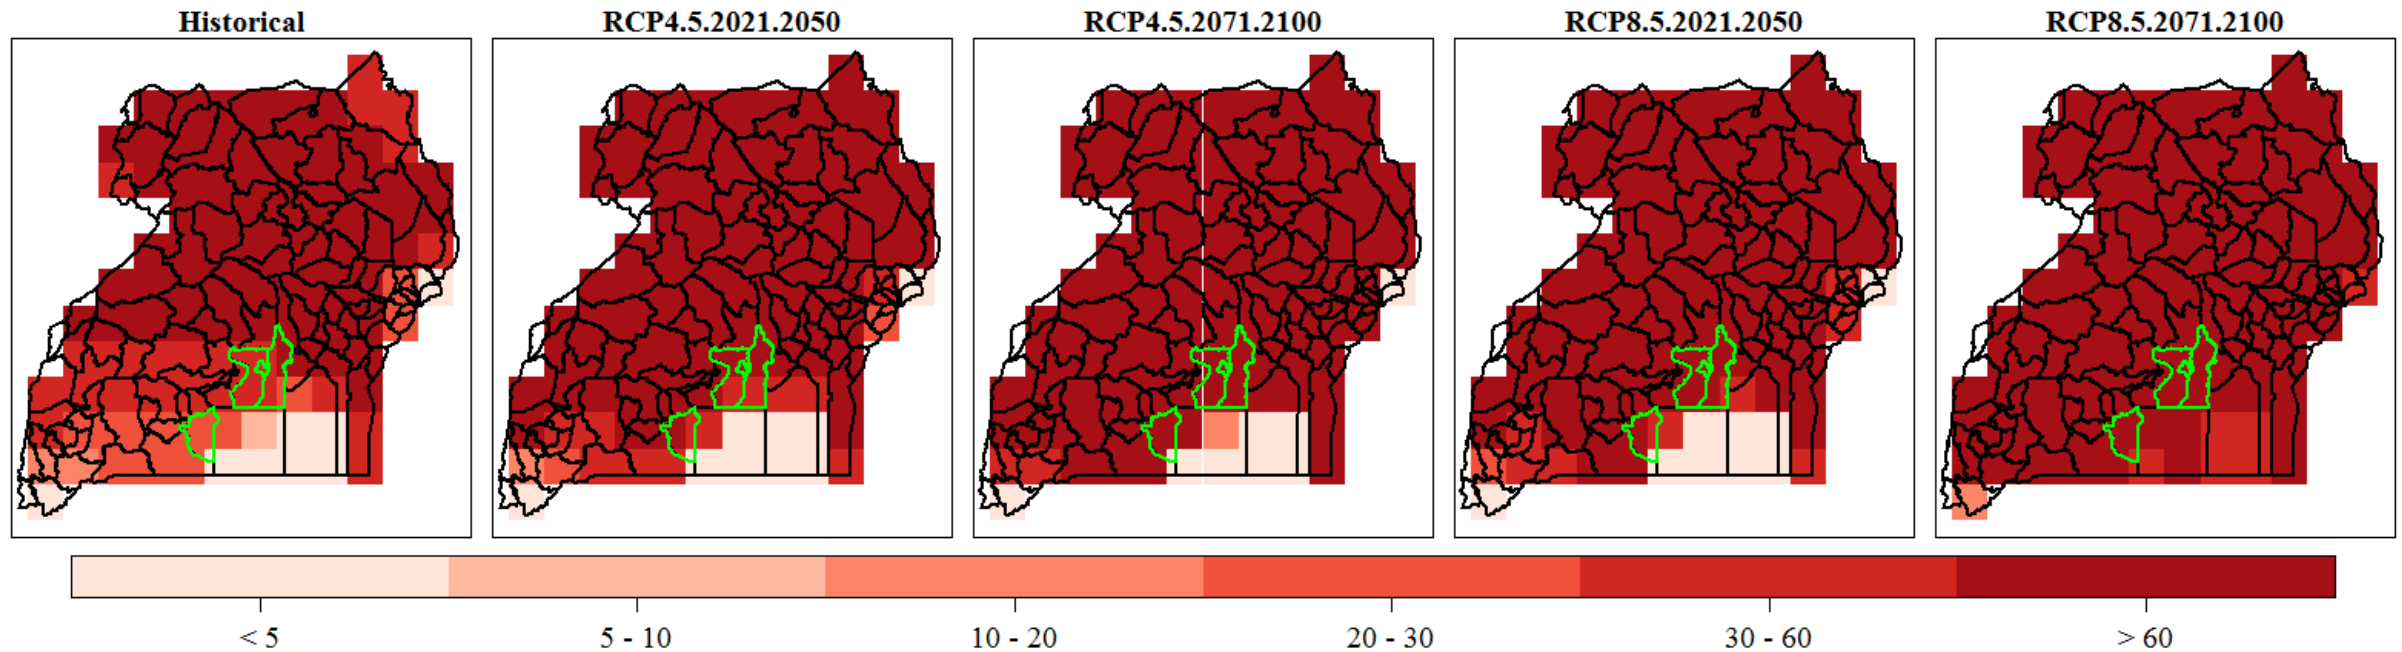 Historical
RCP4.5.2021.2050
RCP4.5.2071.2100
RCP8.5.2021.2050
RCP8.5.2071.2100
< 5
5 - 10
10 - 20
20 - 30
30 - 60
> 60